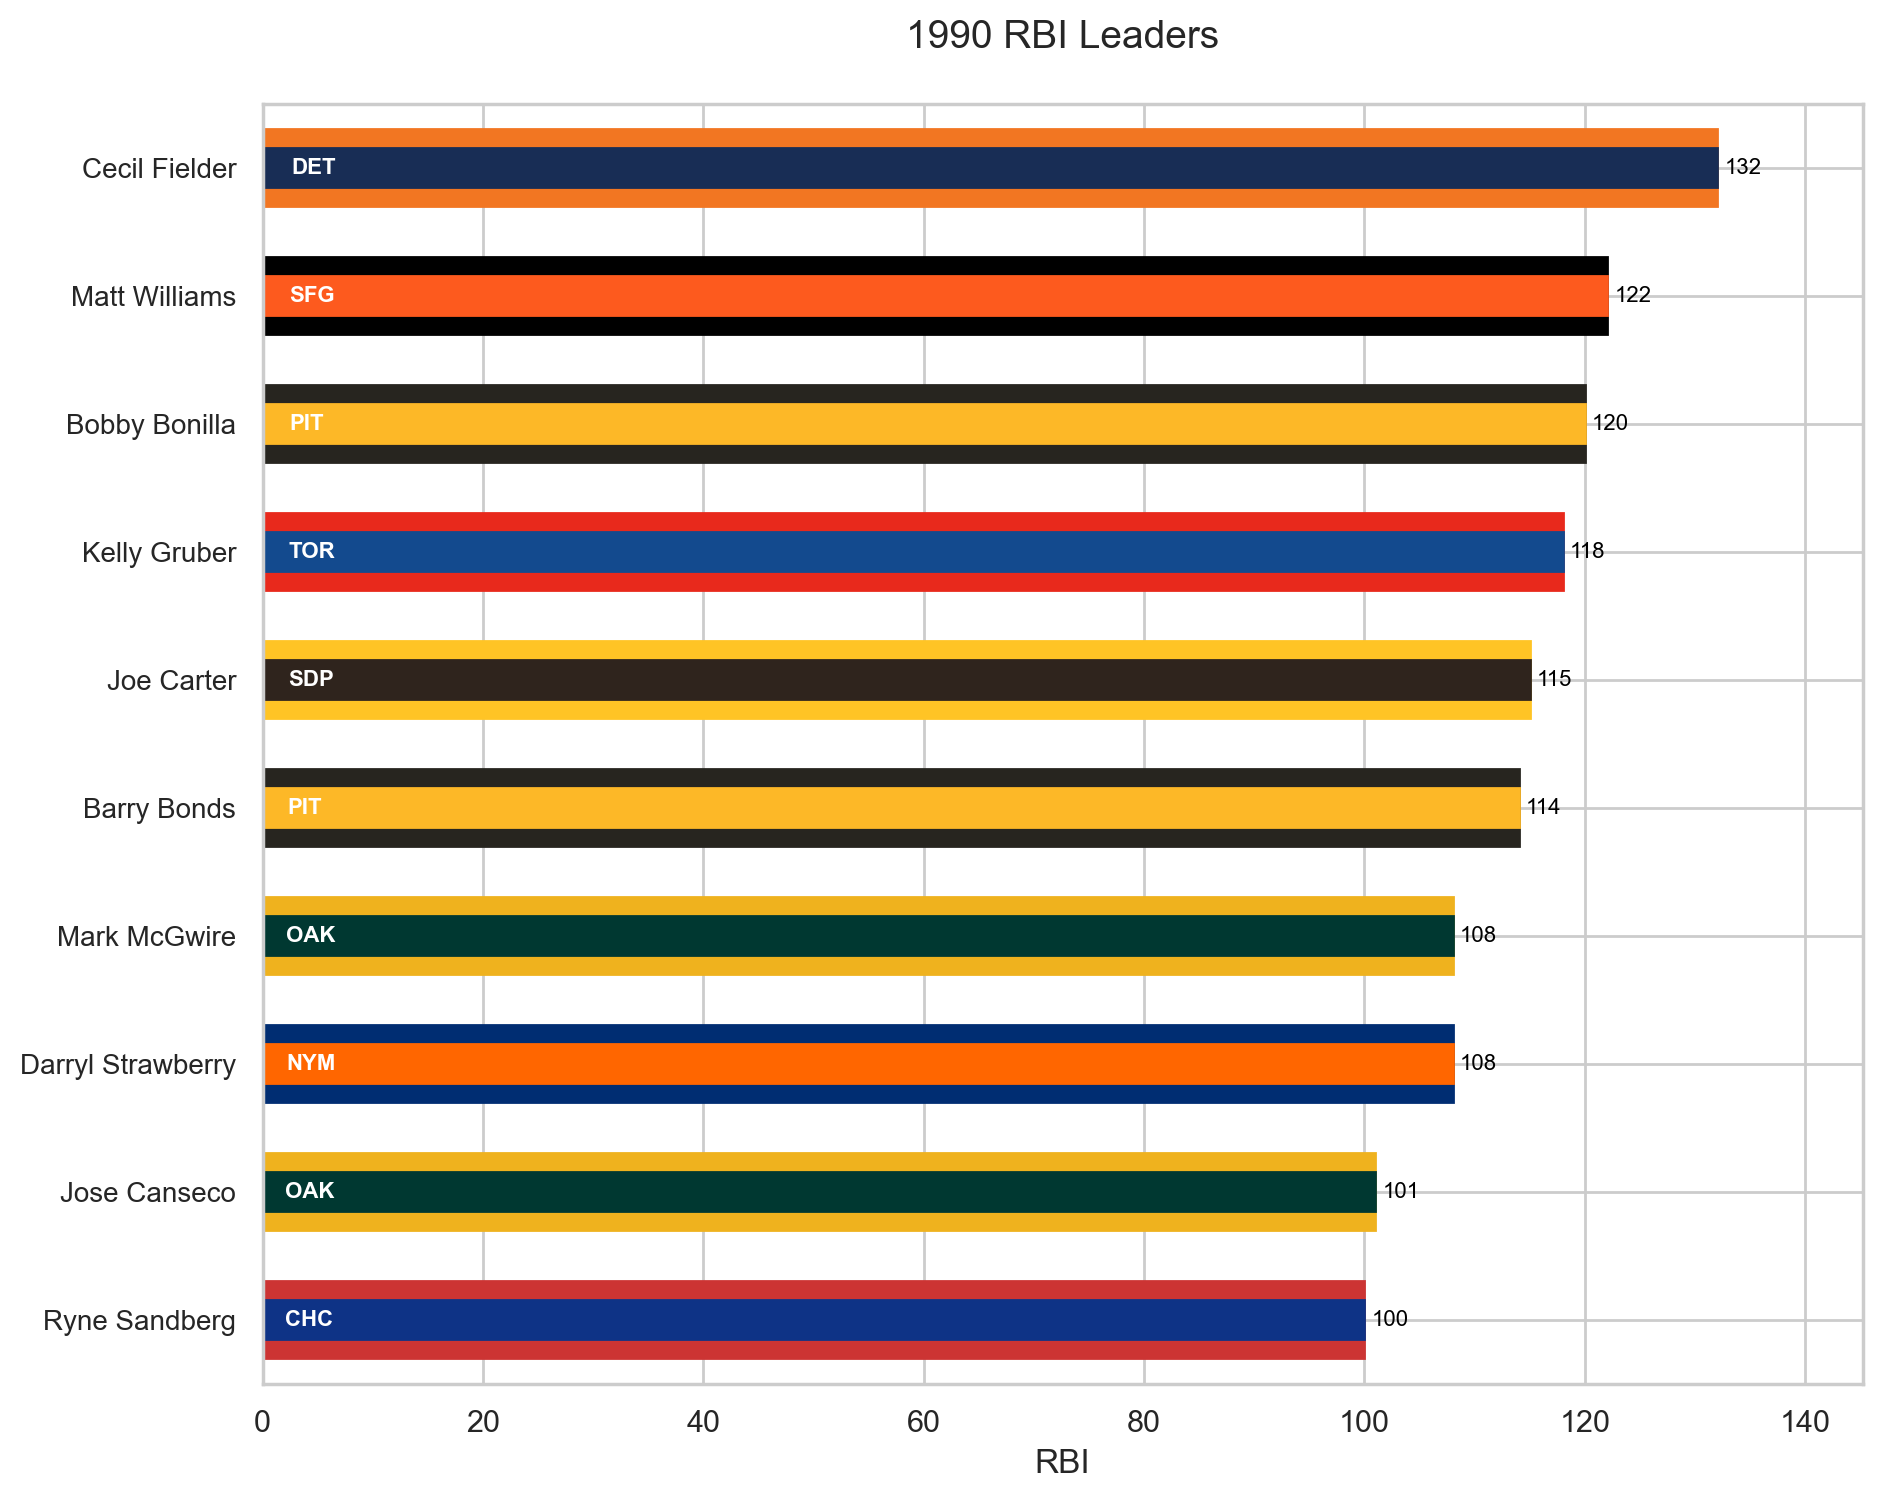 1990 RBI Leaders
Cecil Fielder DET 132
Matt Williams SFG 122
Bobby Bonilla PIT 120
Kelly Gruber TOR 118
Joe Carter SDP 115
Barry Bonds PIT 114
Mark McGwire OAK 108
Darryl Strawberry NYM 108
Jose Canseco OAK 101
Ryne Sandberg CHC 100
0 20 40 60 80 100 120 140
RBI